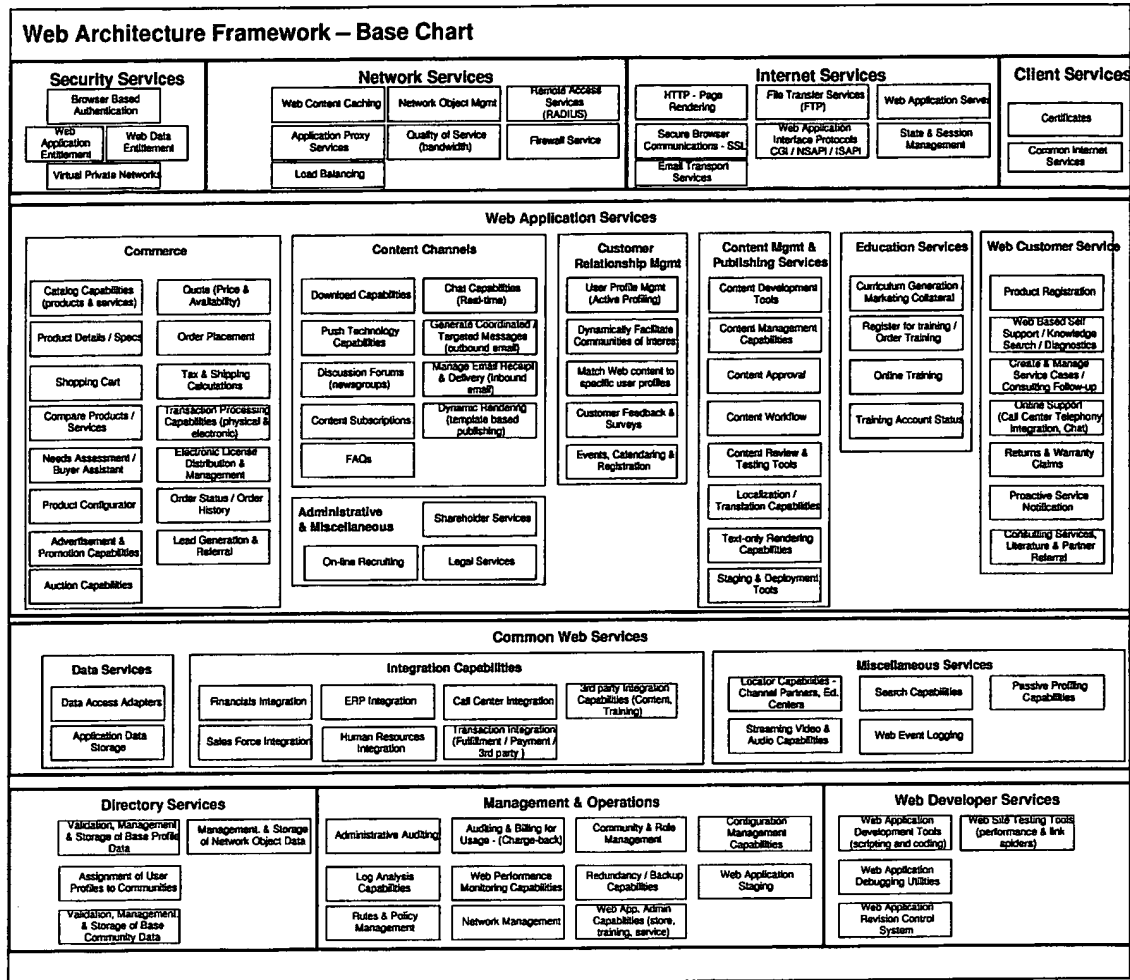 Web Architecture Framework – Base Chart
Security Services
Browser Based
Authentication
Web
Application
Entitlement
Web Data
Entitlement
Virtual Private Networks
Network Services
Web Content Caching
Network Object Mgmt
Remote Access
Services
(RADIUS)
Application Proxy
Services
Quality of Service
(bandwidth)
Firewall Service
Load Balancing
Internet Services
HTTP - Page
Rendering
File Transfer Services
(FTP)
Web Application Server
Secure Browser
Communications - SSL
Web Application
Interface Protocols
CGI / NSAPI / ISAPI
State & Session
Management
Email Transport
Services
Client Services
Certificates
Common Internet
Services
Web Application Services
Commerce
Catalog Capabilities
(products & services)
Quote (Price &
Availability)
Product Details / Specs
Order Placement
Shopping Cart
Tax & Shipping
Calculations
Compare Products /
Services
Transaction Processing
Capabilities (physical &
electronic)
Needs Assessment /
Buyer Assistant
Electronic License
Distribution &
Management
Product Configurator
Order Status / Order
History
Advertisement &
Promotion Capabilities
Lead Generation &
Referral
Auction Capabilities
Content Channels
Download Capabilities
Chat Capabilities
(Real-time)
Push Technology
Capabilities
Generate Coordinated /
Targeted Messages
(outbound email)
Discussion Forums
(newsgroups)
Manage Email Receipt
& Delivery (inbound
email)
Content Subscriptions
Dynamic Rendering
(template based
publishing)
FAQs
Administrative
& Miscellaneous
Shareholder Services
On-line Recruiting
Legal Services
Customer
Relationship Mgmt
User Profile Mgmt
(Active Profiling)
Dynamically Facilitate
Communities of Interest
Match Web content to
specific user profiles
Customer Feedback &
Surveys
Events, Calendaring &
Registration
Content Mgmt &
Publishing Services
Content Development
Tools
Content Management
Capabilities
Content Approval
Content Workflow
Content Review &
Testing Tools
Localization /
Translation Capabilities
Text-only Rendering
Capabilities
Staging & Deployment
Tools
Education Services
Curriculum Generation /
Marketing Collateral
Register for training /
Order Training
Online Training
Training Account Status
Web Customer Service
Product Registration
Web Based Self
Support / Knowledge
Search / Diagnostics
Create & Manage
Service Cases /
Consulting Follow-up
Online Support
(Call Center Telephony
Integration, Chat)
Returns & Warranty
Claims
Proactive Service
Notification
Consulting Services,
Literature & Partner
Referral
Common Web Services
Data Services
Data Access Adapters
Application Data
Storage
Integration Capabilities
Financials Integration
ERP Integration
Call Center Integration
3rd party Integration
Capabilities (Content,
Training)
Sales Force Integration
Human Resources
Integration
Transaction Integration
(Fulfillment / Payment /
3rd party )
Miscellaneous Services
Locator Capabilities -
Channel Partners, Ed.
Centers
Search Capabilities
Passive Profiling
Capabilities
Streaming Video &
Audio Capabilities
Web Event Logging
Directory Services
Validation, Management
& Storage of Base Profile
Data
Management. & Storage
of Network Object Data
Assignment of User
Profiles to Communities
Validation, Management.
& Storage of Base
Community Data
Management & Operations
Administrative Auditing
Auditing & Billing for
Usage - (Charge-back)
Community & Role
Management
Configuration
Management
Capabilities
Log Analysis
Capabilities
Web Performance
Monitoring Capabilities
Redundancy / Backup
Capabilities
Web Application
Staging
Rules & Policy
Management
Network Management
Web App. Admin
Capabilities (store,
training, service)
Web Developer Services
Web Application
Development Tools
(scripting and coding)
Web Site Testing Tools
(performance & link
spiders)
Web Application
Debugging Utilities
Web Application
Revision Control
System